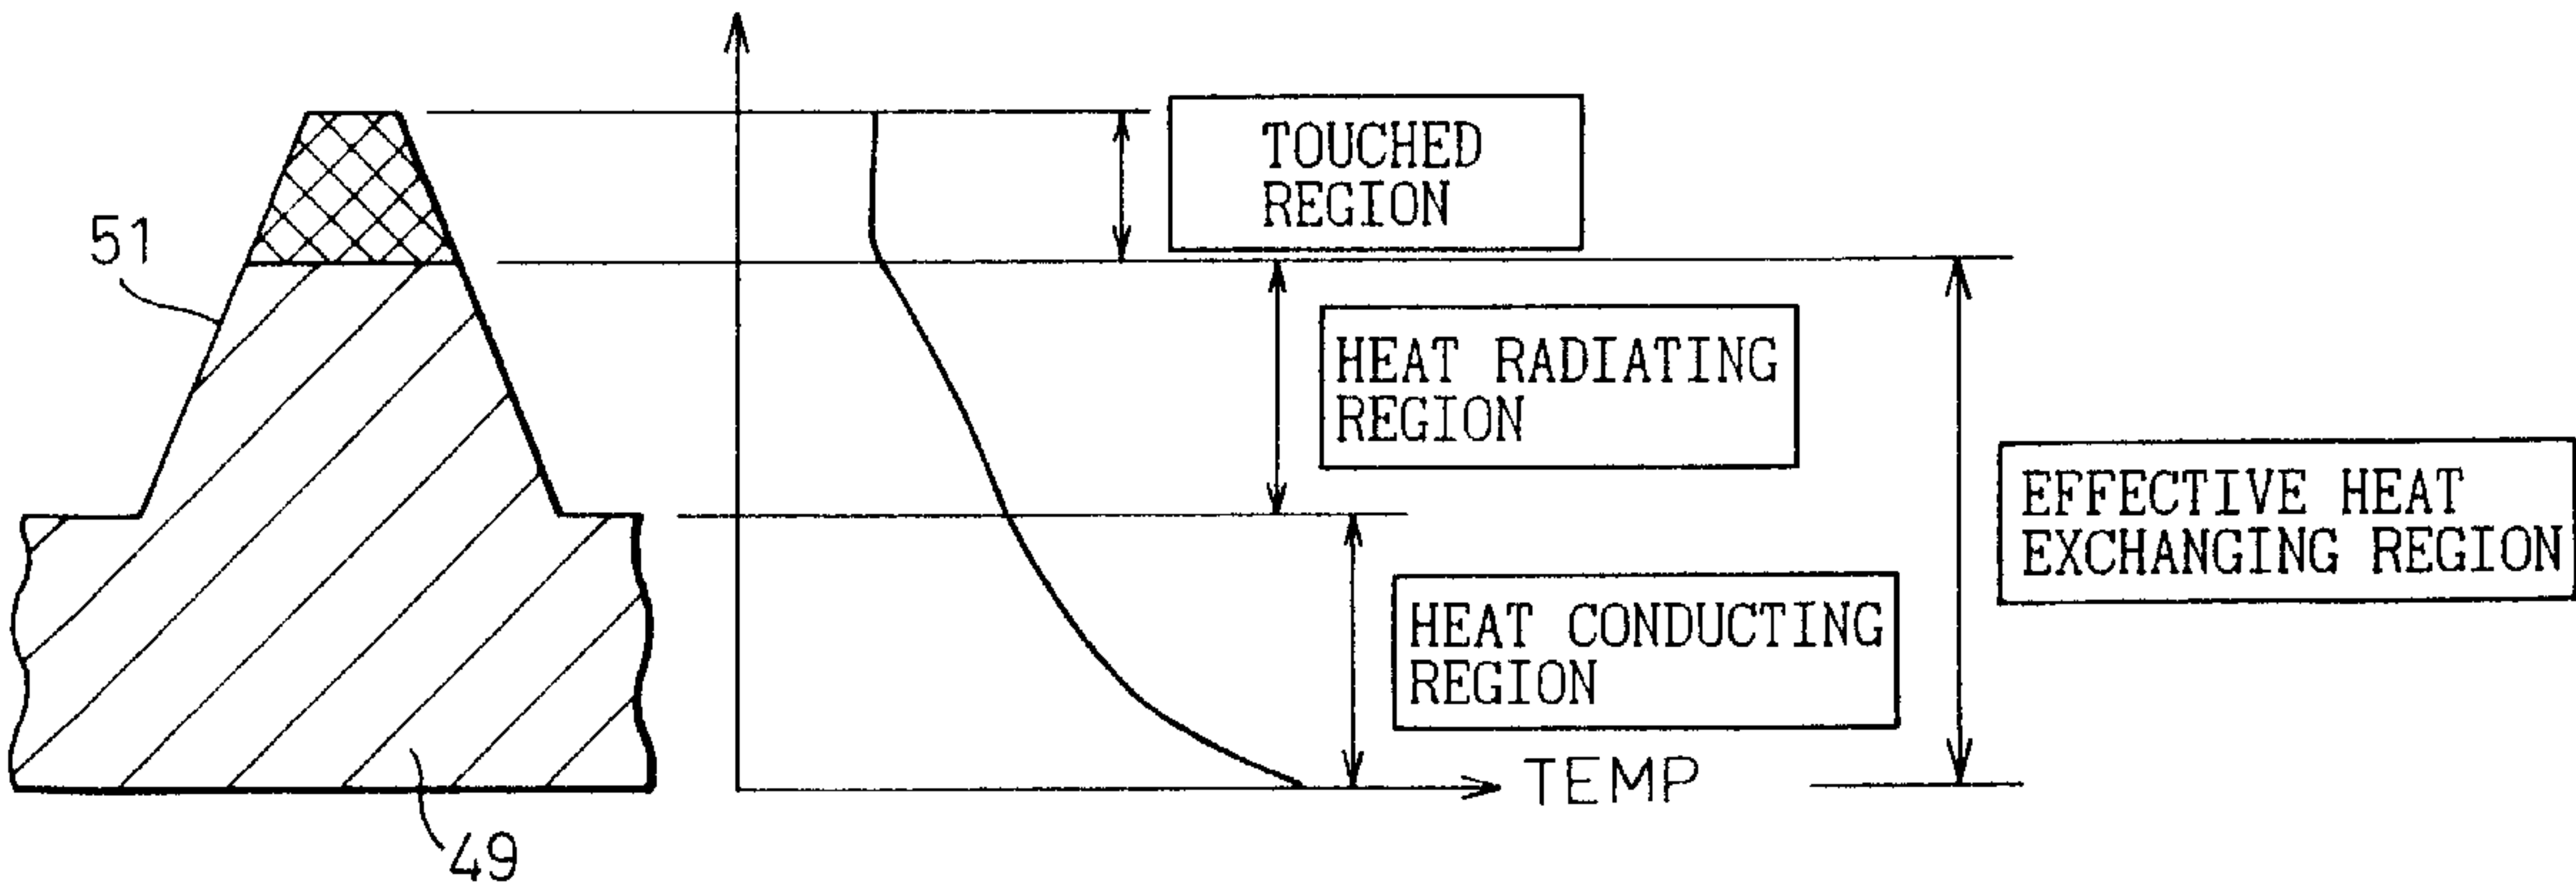 TOUCHED
REGION
51
HEAT RADIATING
REGION
EFFECTIVE HEAT
EXCHANGING REGION
HEAT CONDUCTING
REGION
TEMP
49